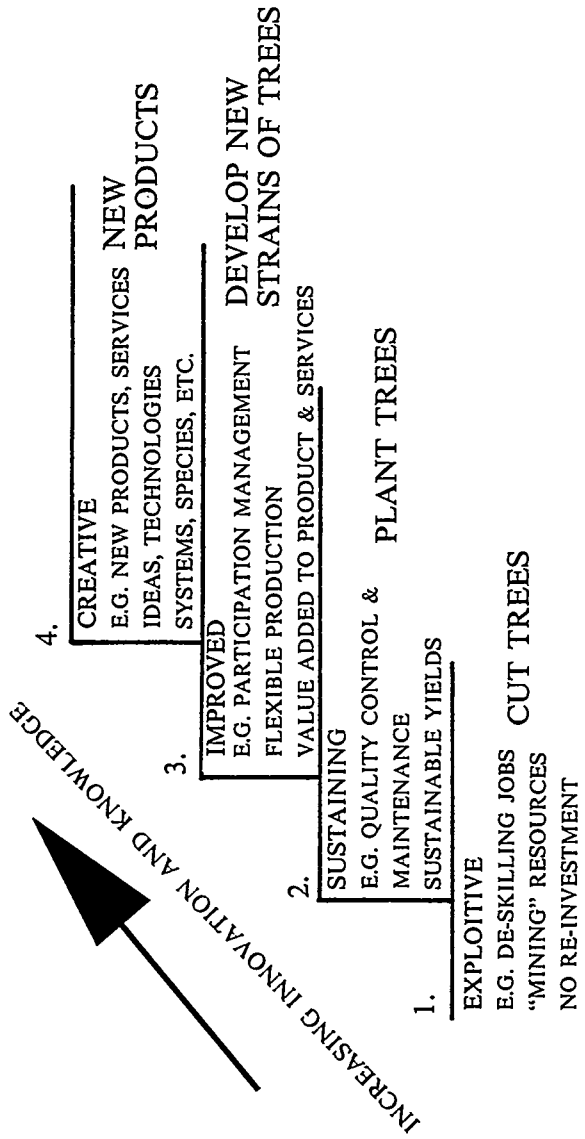 INCREASING INNOVATION AND KNOWLEDGE
4.
CREATIVE
E.G. NEW PRODUCTS, SERVICES
IDEAS, TECHNOLOGIES
SYSTEMS, SPECIES, ETC.
NEW
PRODUCTS
3.
IMPROVED
E.G. PARTICIPATION MANAGEMENT
FLEXIBLE PRODUCTION
VALUE ADDED TO PRODUCT & SERVICES
DEVELOP NEW
STRAINS OF TREES
2.
SUSTAINING
E.G. QUALITY CONTROL &
MAINTENANCE
SUSTAINABLE YIELDS
PLANT TREES
1.
EXPLOITIVE
E.G. DE-SKILLING JOBS
"MINING" RESOURCES
NO RE-INVESTMENT
CUT TREES